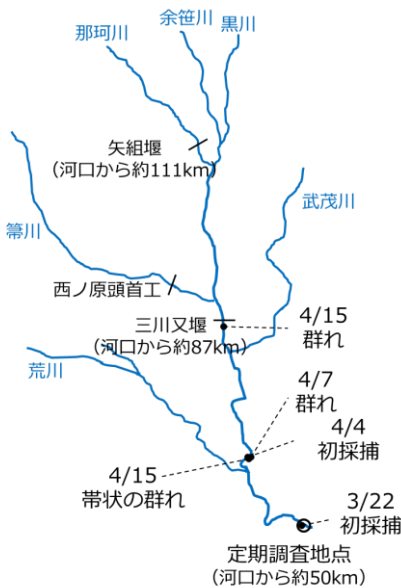 余笹川
那珂川
黒川
矢組堰
（河口から約111km）
武茂川
箒川
西ノ原頭首工
三川又堰
（河口から約87km）
4/15
群れ
荒川
4/7
群れ
4/4
初採捕
4/15
帯状の群れ
3/22
初採捕
定期調査地点
（河口から約50km）